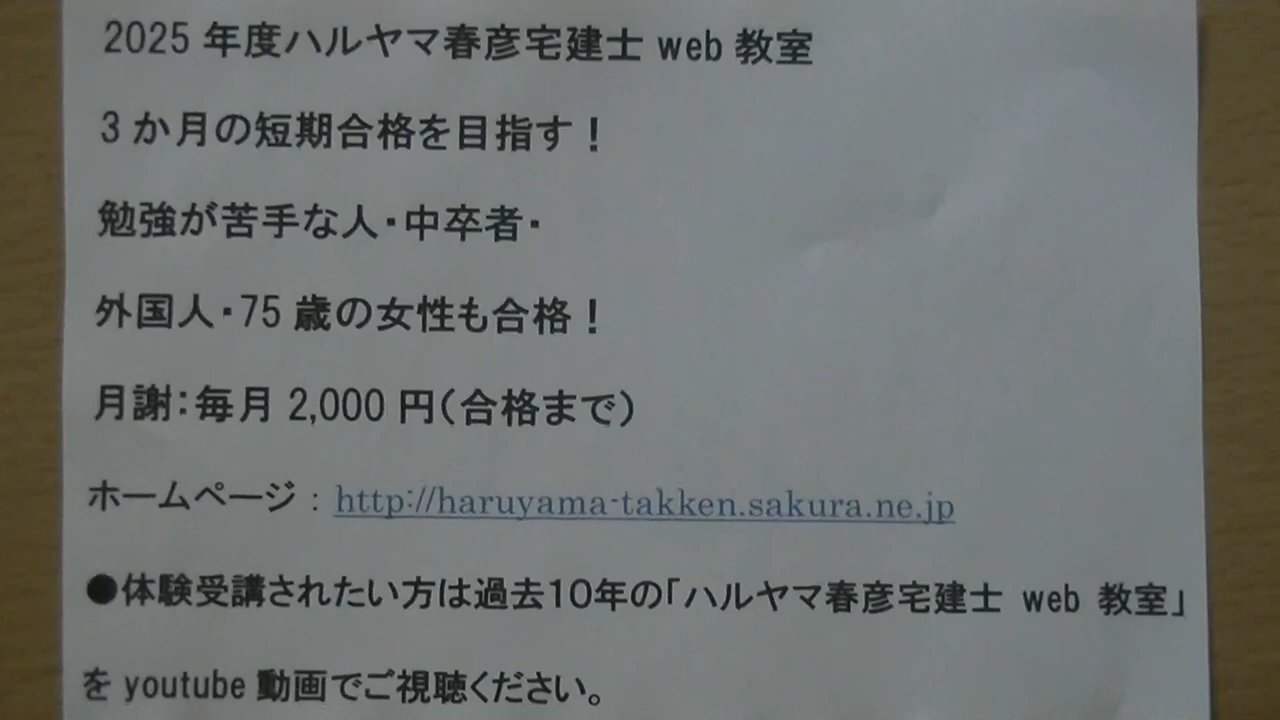 2025 年度ハルヤマ春彦宅建士 web 教室
3 か月の短期合格を目指す！
勉強が苦手な人・中卒者・
外国人・75 歳の女性も合格！
月謝：毎月 2,000 円（合格まで）
ホームページ：http://haruyama-takken.sakura.ne.jp
●体験受講されたい方は過去１０年の「ハルヤマ春彦宅建士 web 教室」
を youtube 動画でご視聴ください。